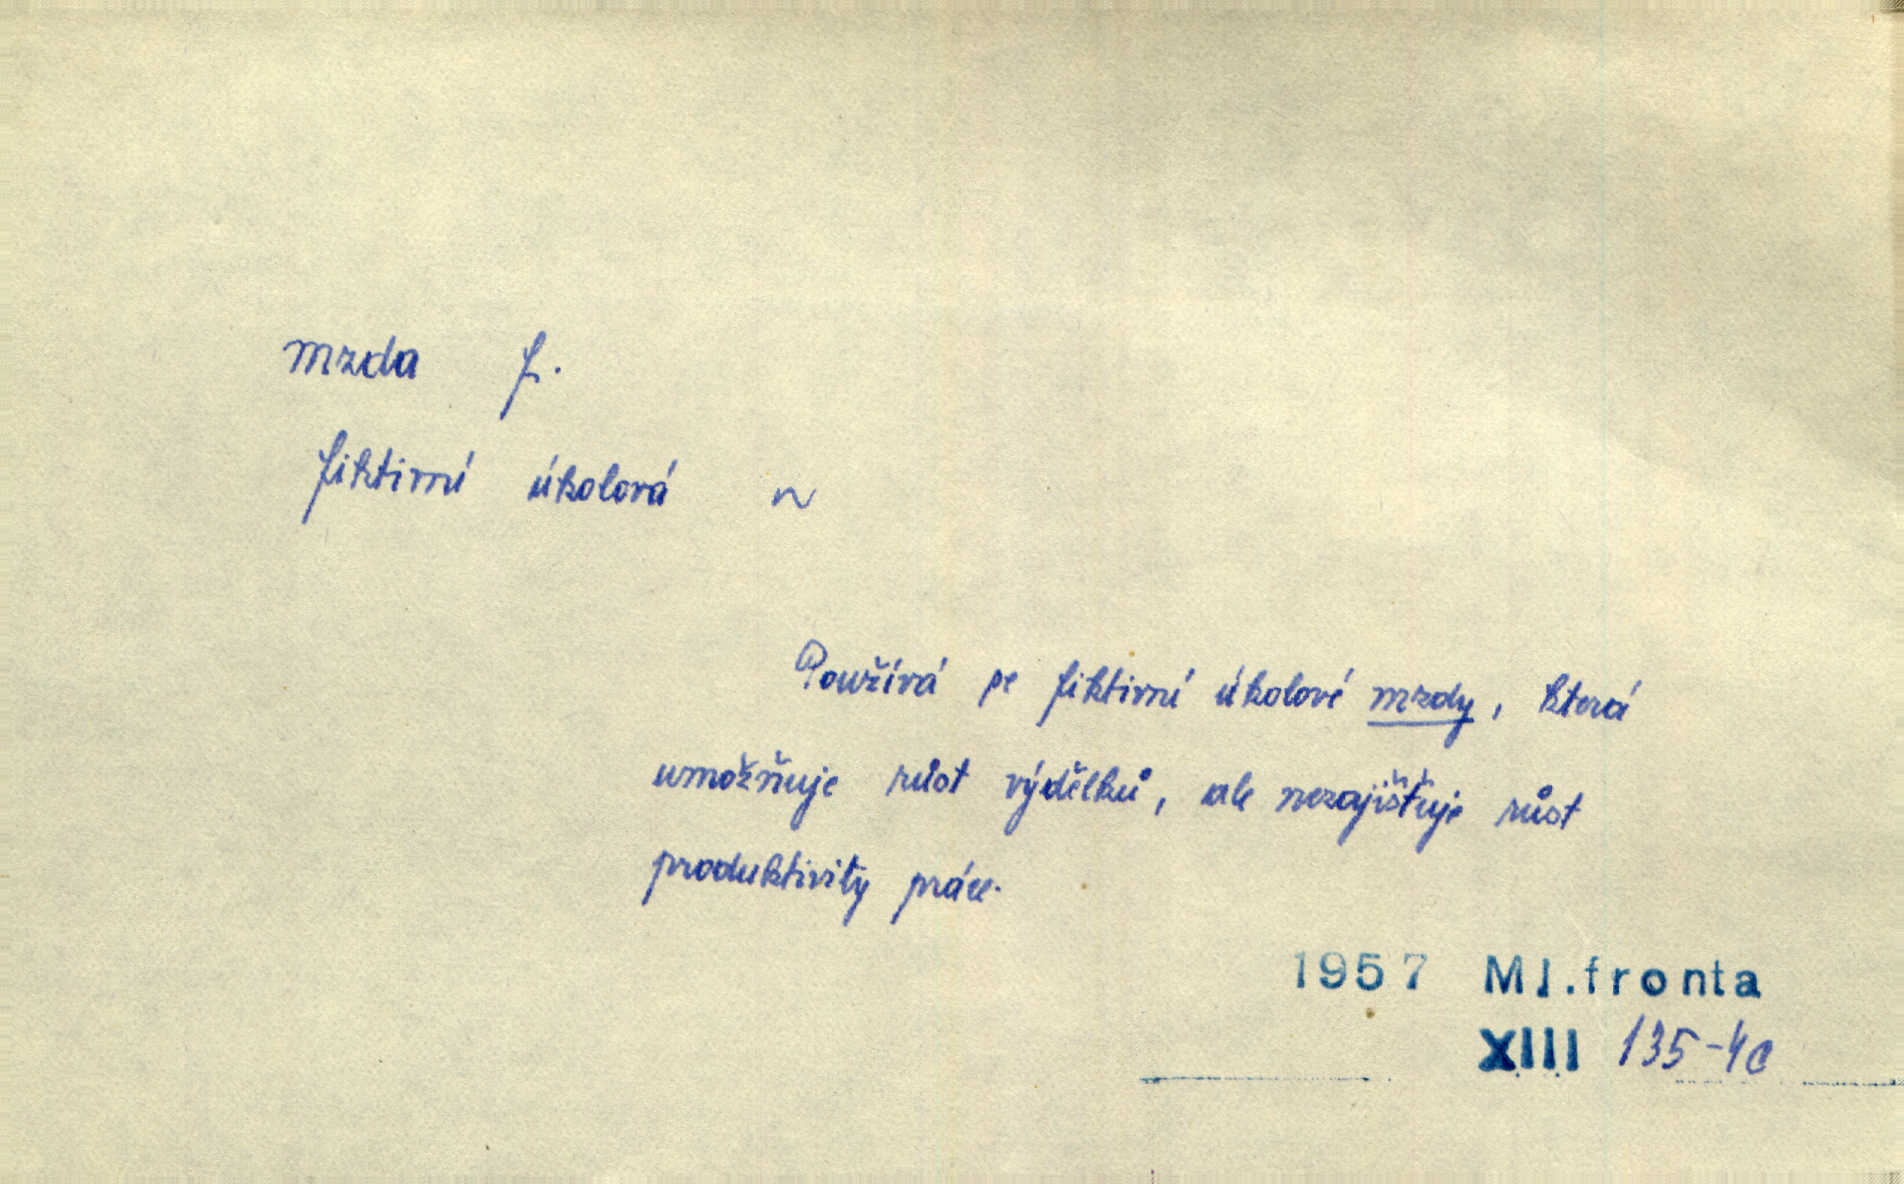 mzda f.
fiktivní úkolová ~
Používá se fiktivní úkolové mzdy, která
umožňuje růst výdělků, ale nezajišťuje růst
produktivity práce.
1957 Ml.fronta
XIII 135-4c